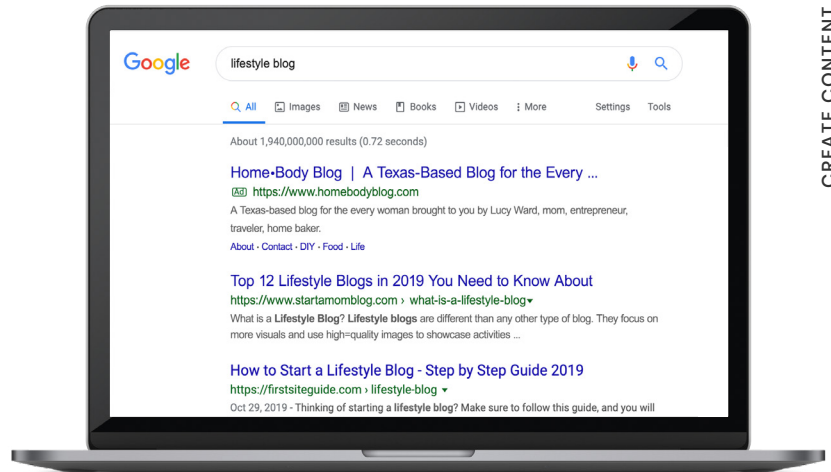 CREATE CONTENT
Google
lifestyle blog
All Images News Books Videos More Settings Tools
About 1,940,000,000 results (0.72 seconds)
Home•Body Blog | A Texas-Based Blog for the Every ...
Ad https://www.homebodyblog.com
A Texas-based blog for the every woman brought to you by Lucy Ward, mom, entrepreneur,
traveler, home baker.
About · Contact · DIY · Food · Life
Top 12 Lifestyle Blogs in 2019 You Need to Know About
https://www.startamomblog.com › what-is-a-lifestyle-blog
What is a Lifestyle Blog? Lifestyle blogs are different than any other type of blog. They focus on
more visuals and use high=quality images to showcase activities ...
How to Start a Lifestyle Blog - Step by Step Guide 2019
https://firstsiteguide.com › lifestyle-blog
Oct 29, 2019 - Thinking of starting a lifestyle blog? Make sure to follow this guide, and you will